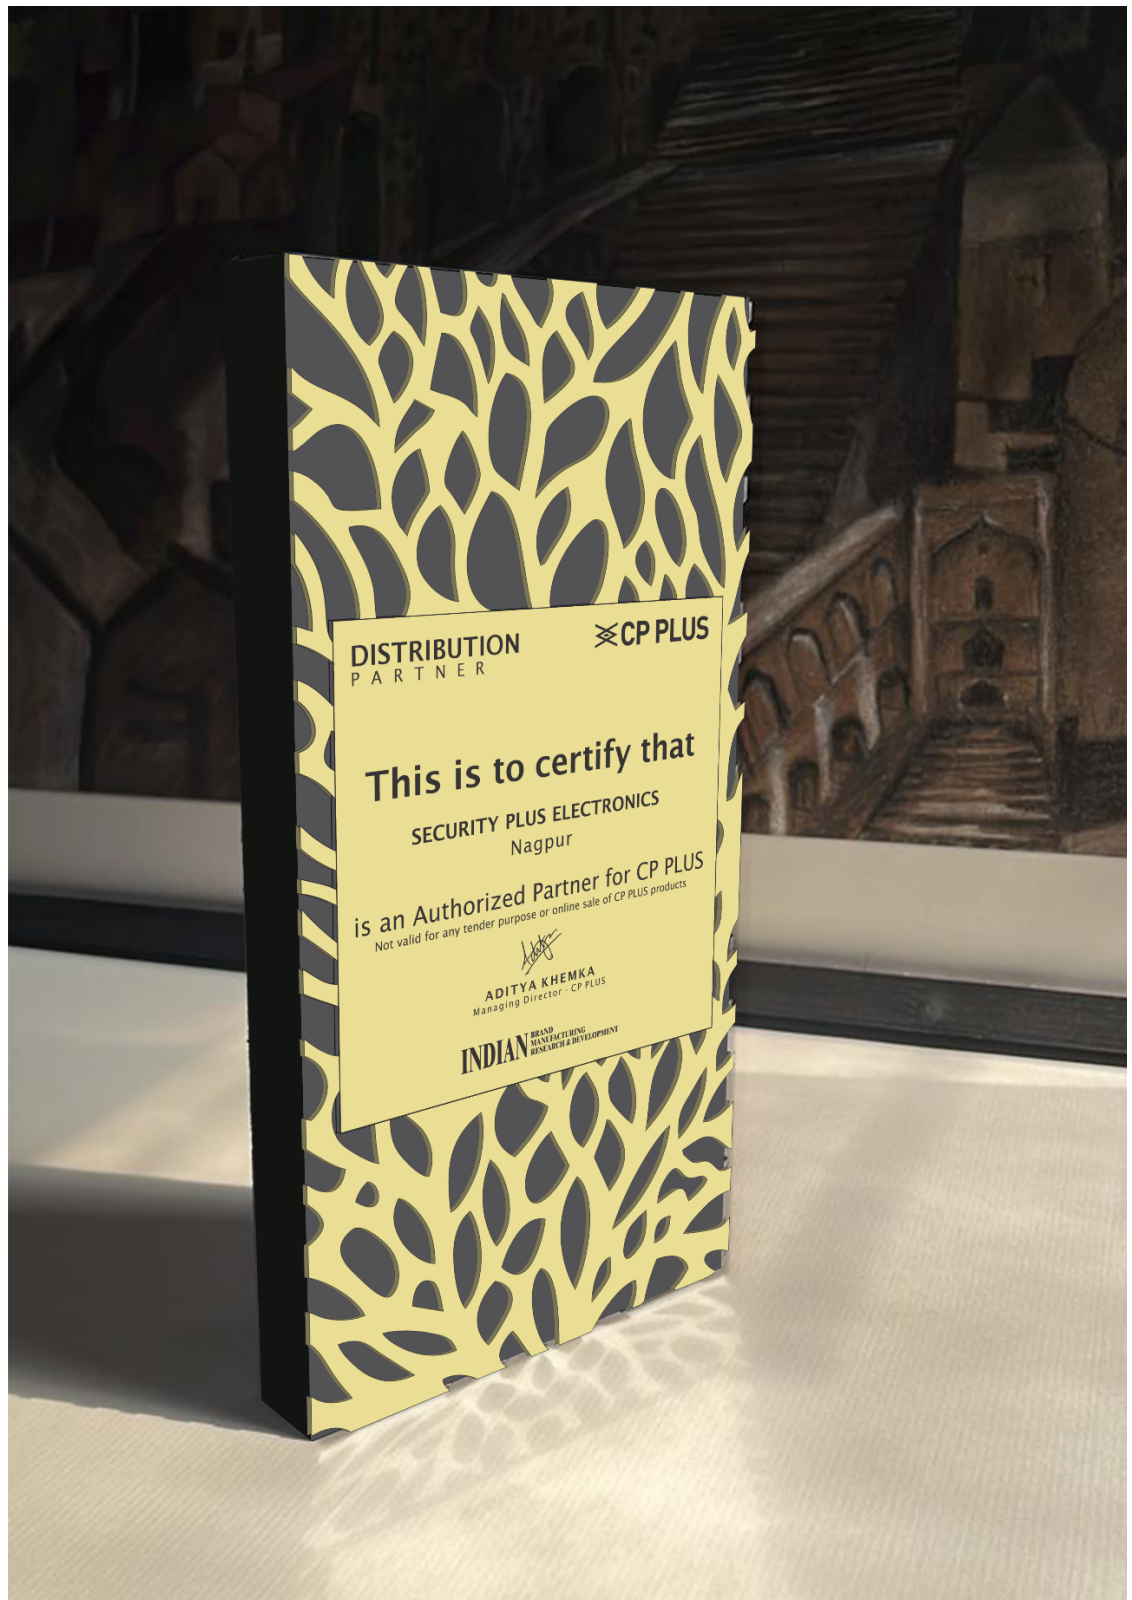 DISTRIBUTION
PARTNER
CP PLUS
This is to certify that
SECURITY PLUS ELECTRONICS
Nagpur
is an Authorized Partner for CP PLUS
Not valid for any tender purpose or online sale of CP PLUS products
ADITYA KHEMKA
Managing Director - CP PLUS
INDIAN
BRAND
MANUFACTURING
RESEARCH & DEVELOPMENT